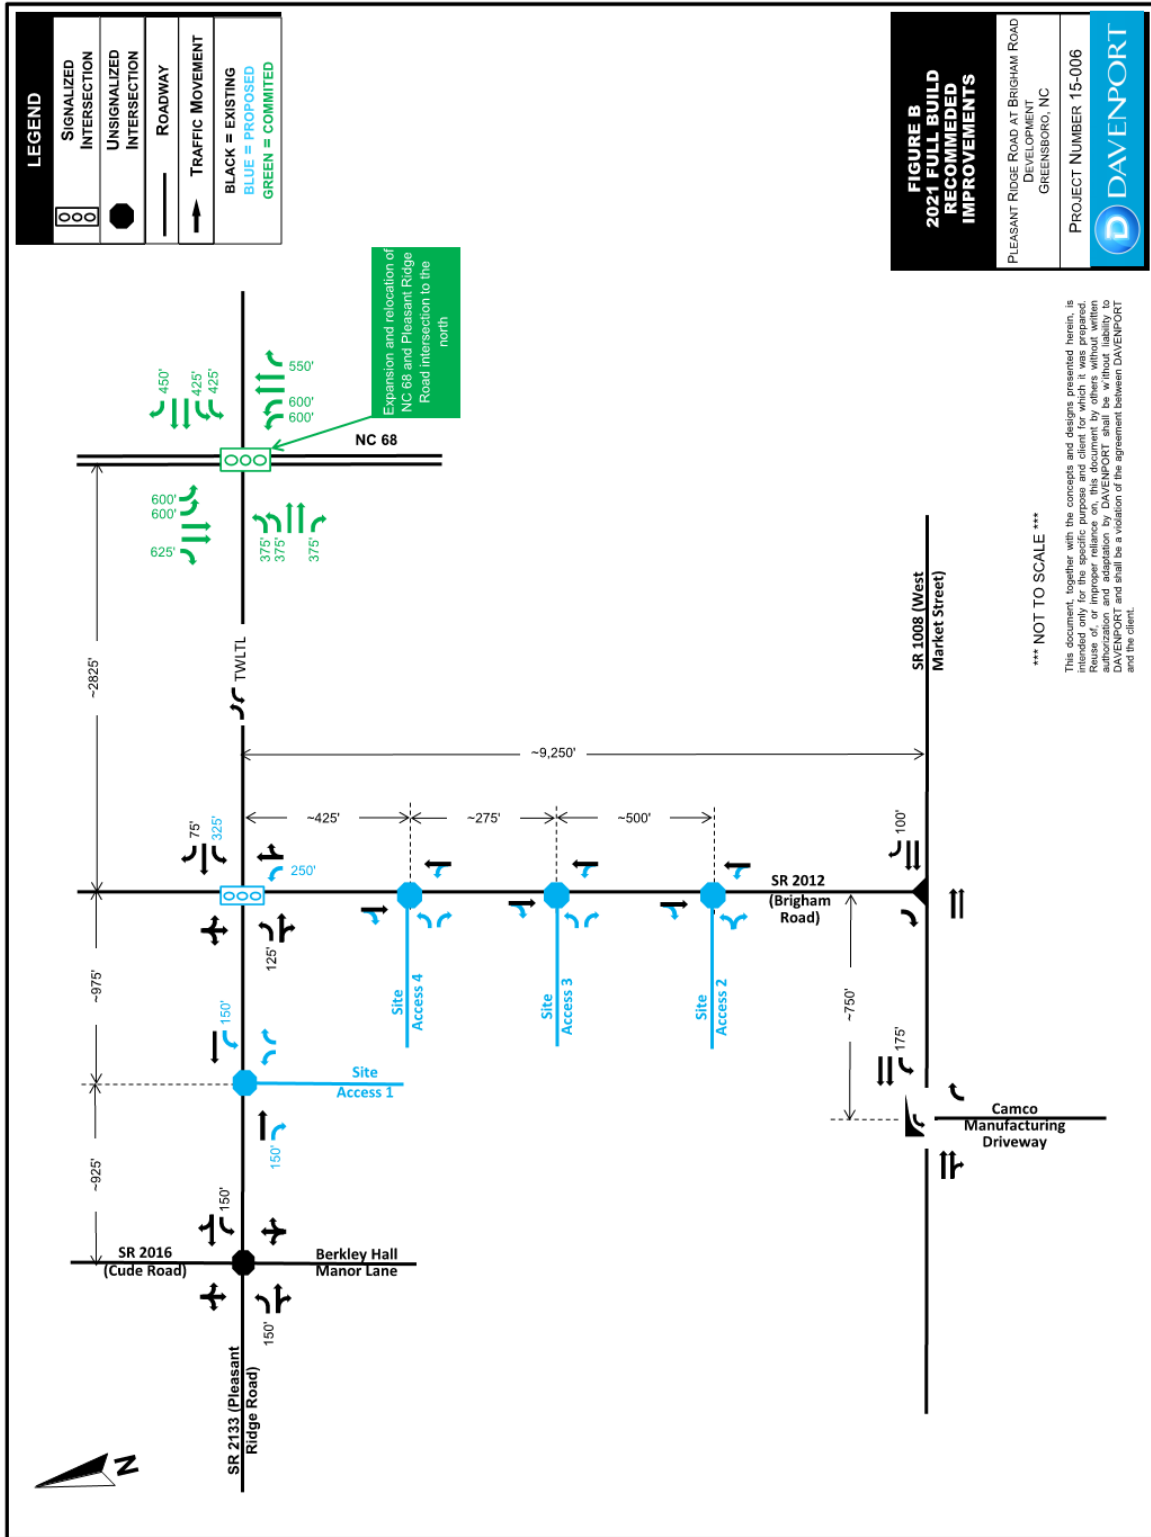 LEGEND
SIGNALIZED
INTERSECTION
UNSIGNALIZED
INTERSECTION
ROADWAY
TRAFFIC MOVEMENT
BLACK = EXISTING
BLUE = PROPOSED
GREEN = COMMITED
FIGURE B
2021 FULL BUILD
RECOMMEDED
IMPROVEMENTS
PLEASANT RIDGE ROAD AT BRIGHAM ROAD
DEVELOPMENT
GREENSBORO, NC
PROJECT NUMBER 15-006
D DAVENPORT
Expansion and relocation of
NC 68 and Pleasant Ridge
Road intersection to the
north
450'
425'
425'
550'
600'
600'
NC 68
600'
600'
625'
375'
375'
375'
~2825'
TWLTL
~9,250'
75'
325'
250'
125'
~425'
~275'
~500'
SR 2012
(Brigham
Road)
SR 1008 (West
Market Street)
100'
~975'
150'
Site
Access 4
Site
Access 3
Site
Access 2
~750'
175'
Site
Access 1
150'
~925'
150'
SR 2016
(Cude Road)
Berkley Hall
Manor Lane
150'
SR 2133 (Pleasant
Ridge Road)
Camco
Manufacturing
Driveway
N
*** NOT TO SCALE ***
This document, together with the concepts and designs presented herein, is
intended only for the specific purpose and client for which it was prepared.
Reuse of, or improper reliance on, this document by others without written
authorization and adaptation by DAVENPORT shall be without liability to
DAVENPORT and shall be a violation of the agreement between DAVENPORT
and the client.